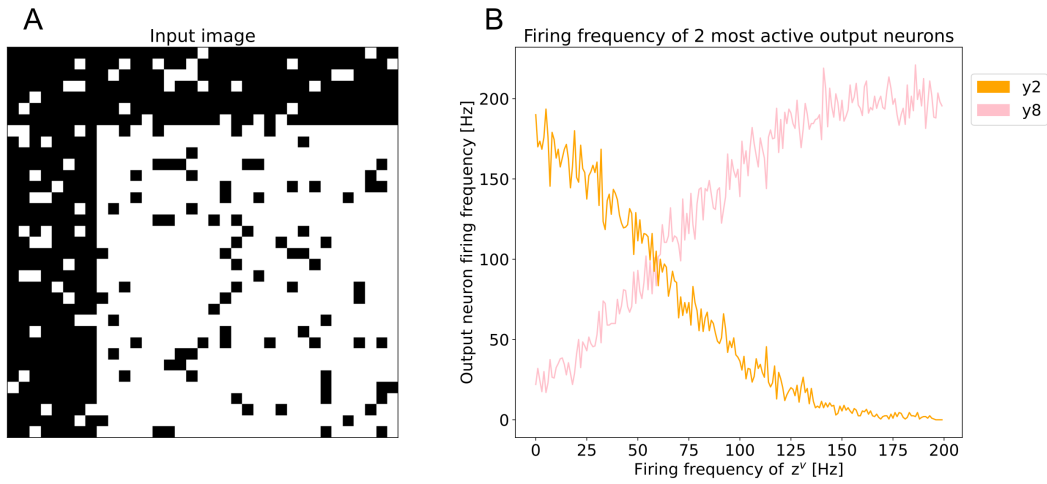 A
Input image
B
Firing frequency of 2 most active output neurons
Output neuron firing frequency [Hz]
200
150
100
50
0
0 25 50 75 100 125 150 175 200
Firing frequency of z^ν [Hz]
y2
y8